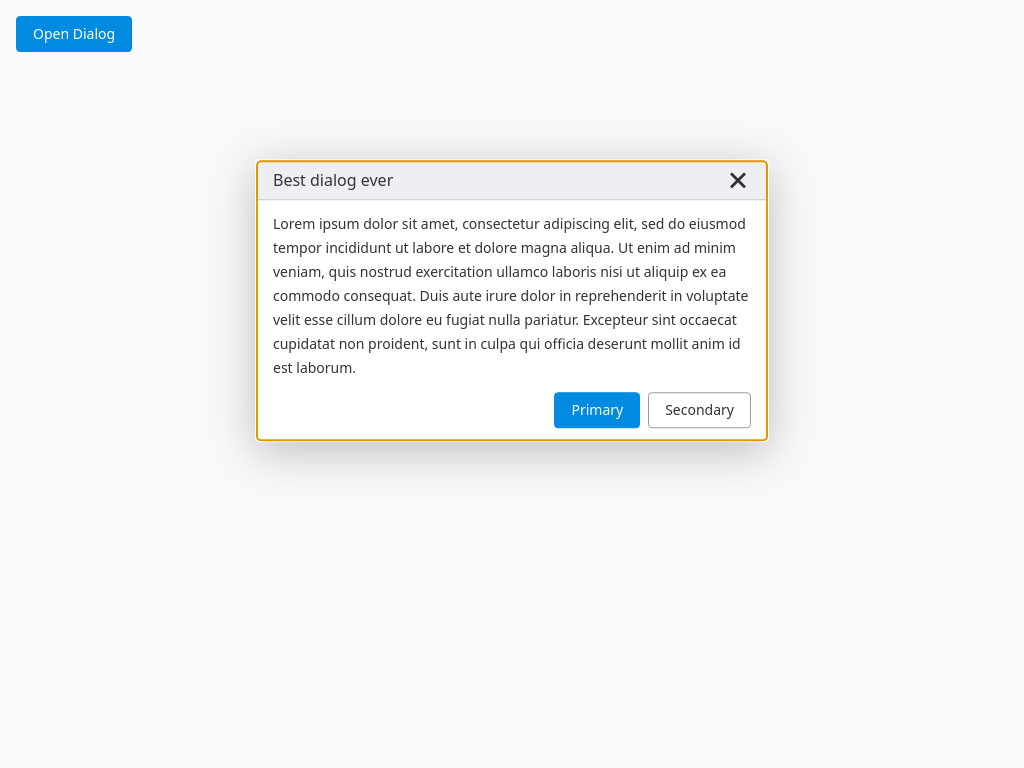 Open Dialog
Best dialog ever
Lorem ipsum dolor sit amet, consectetur adipiscing elit, sed do eiusmod
tempor incididunt ut labore et dolore magna aliqua. Ut enim ad minim
veniam, quis nostrud exercitation ullamco laboris nisi ut aliquip ex ea
commodo consequat. Duis aute irure dolor in reprehenderit in voluptate
velit esse cillum dolore eu fugiat nulla pariatur. Excepteur sint occaecat
cupidatat non proident, sunt in culpa qui officia deserunt mollit anim id
est laborum.
Primary Secondary